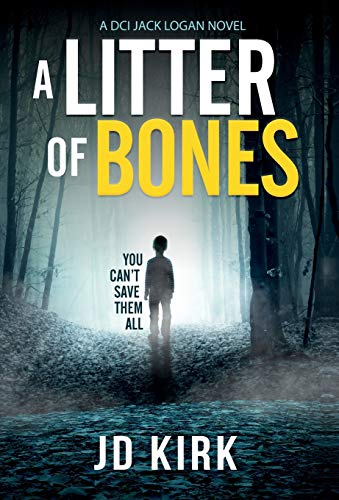 A DCI JACK LOGAN NOVEL
A LITTER
OF BONES
YOU
CAN'T
SAVE
THEM
ALL
JD KIRK